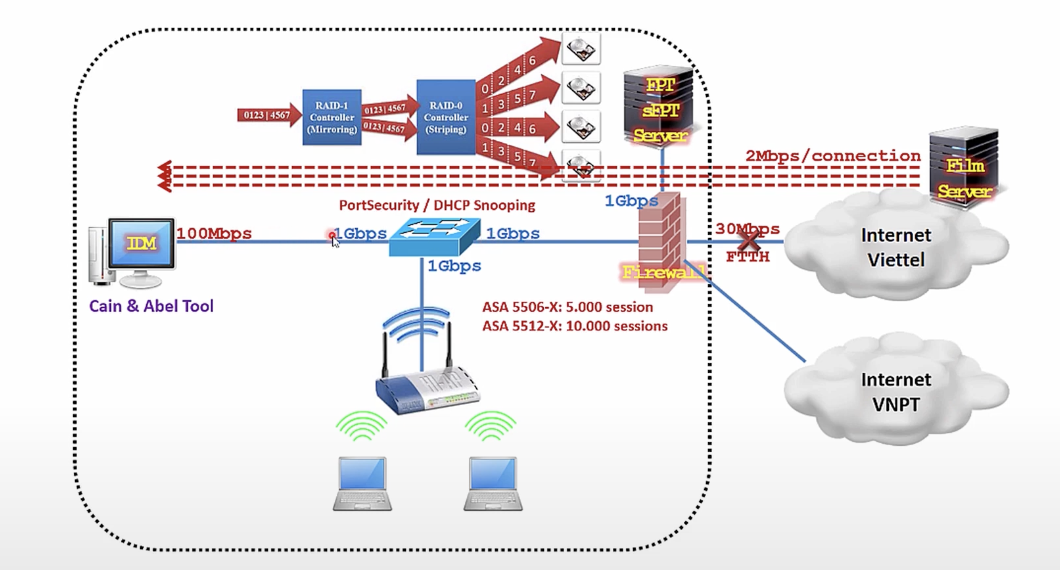 0123 | 4567
RAID-1
Controller
(Mirroring)
0123 | 4567
0123 | 4567
RAID-0
Controller
(Striping)
0 2 4 6
1 3 5 7
0 2 4 6
1 3 5 7
FPT
sFPT
Server
2Mbps/connection
Film
Server
PortSecurity / DHCP Snooping
1Gbps
IDM
100Mbps
1Gbps
1Gbps
30Mbps
FTTH
Internet
Viettel
1Gbps
Firewall
Cain & Abel Tool
ASA 5506-X: 5.000 session
ASA 5512-X: 10.000 sessions
Internet
VNPT